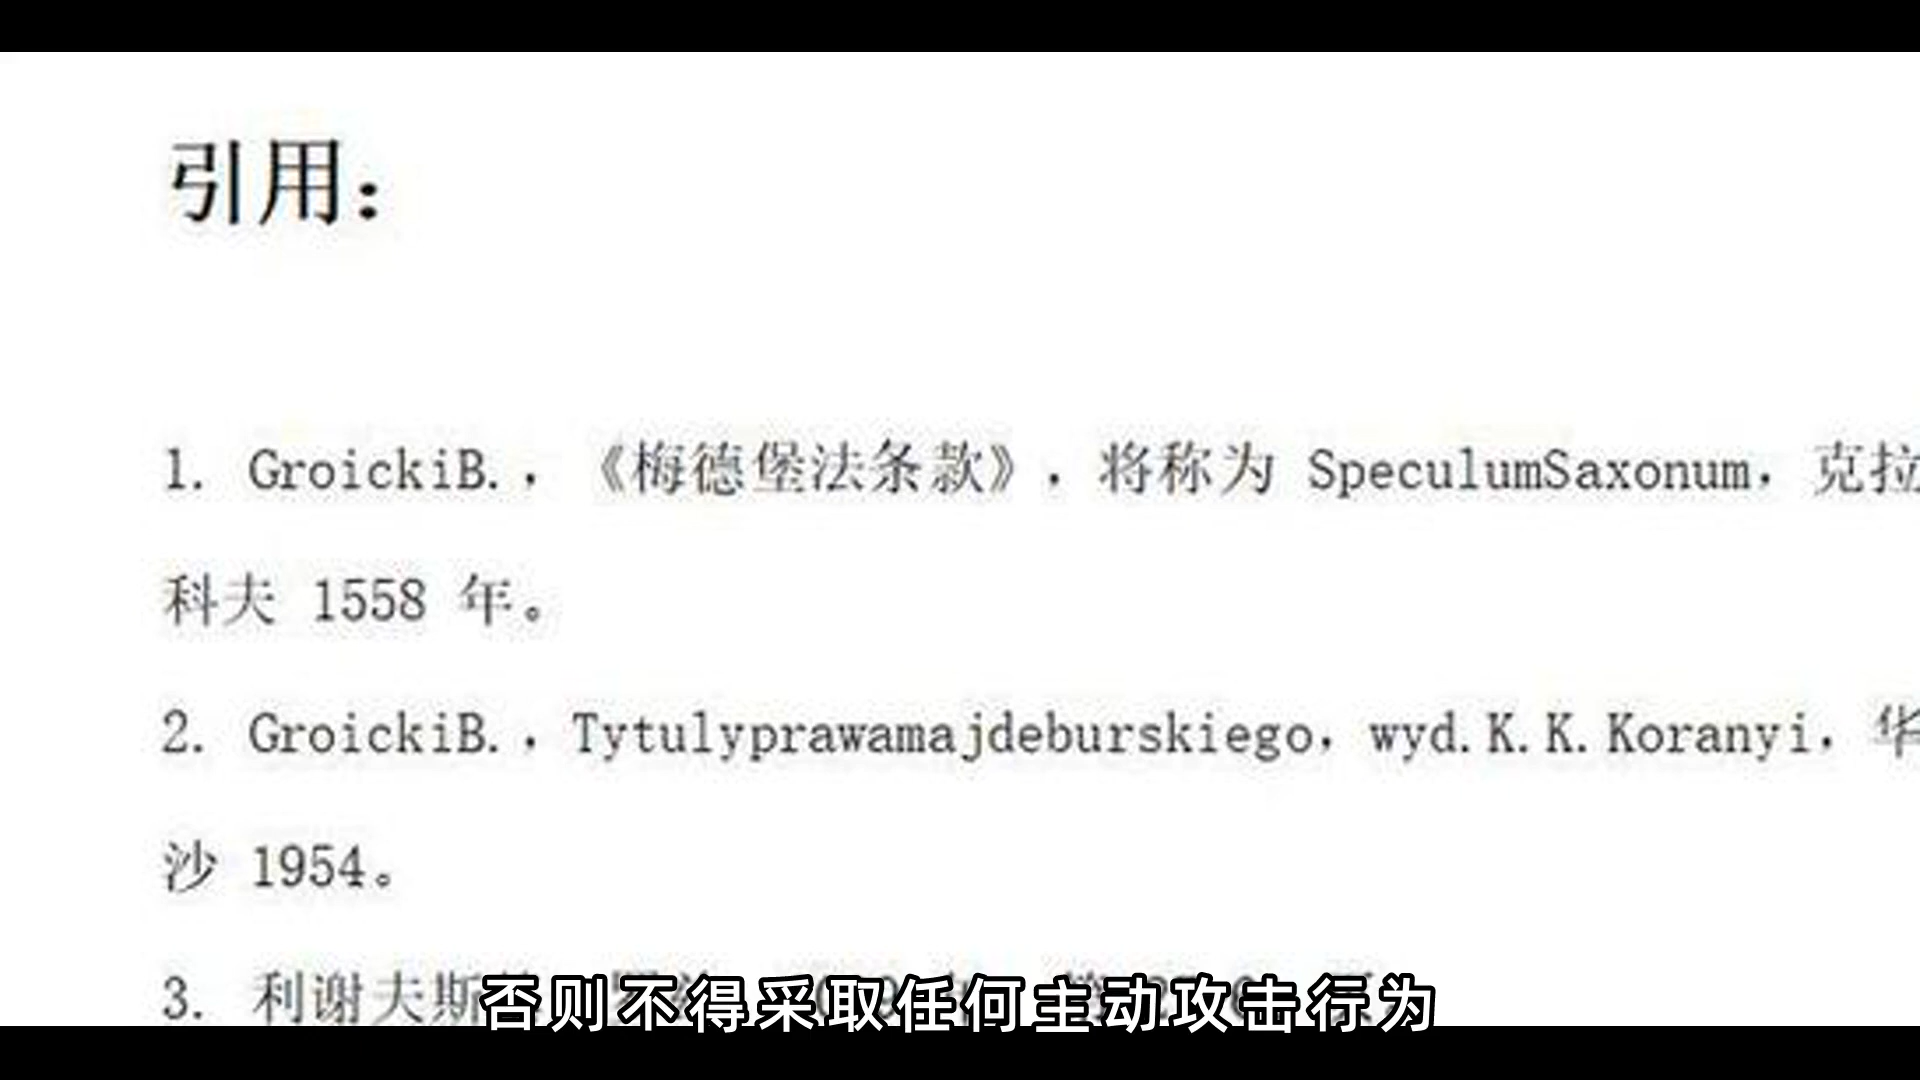 引用：
1. GroickiB.，《梅德堡法条款》，将称为 SpeculumSaxonum，克拉
科夫 1558 年。
2. GroickiB.，Tytulyprawamajdeburskiego，wyd.K.K.Koranyi，华
沙 1954。
3. 利谢夫斯
否则不得采取任何主动攻击行为